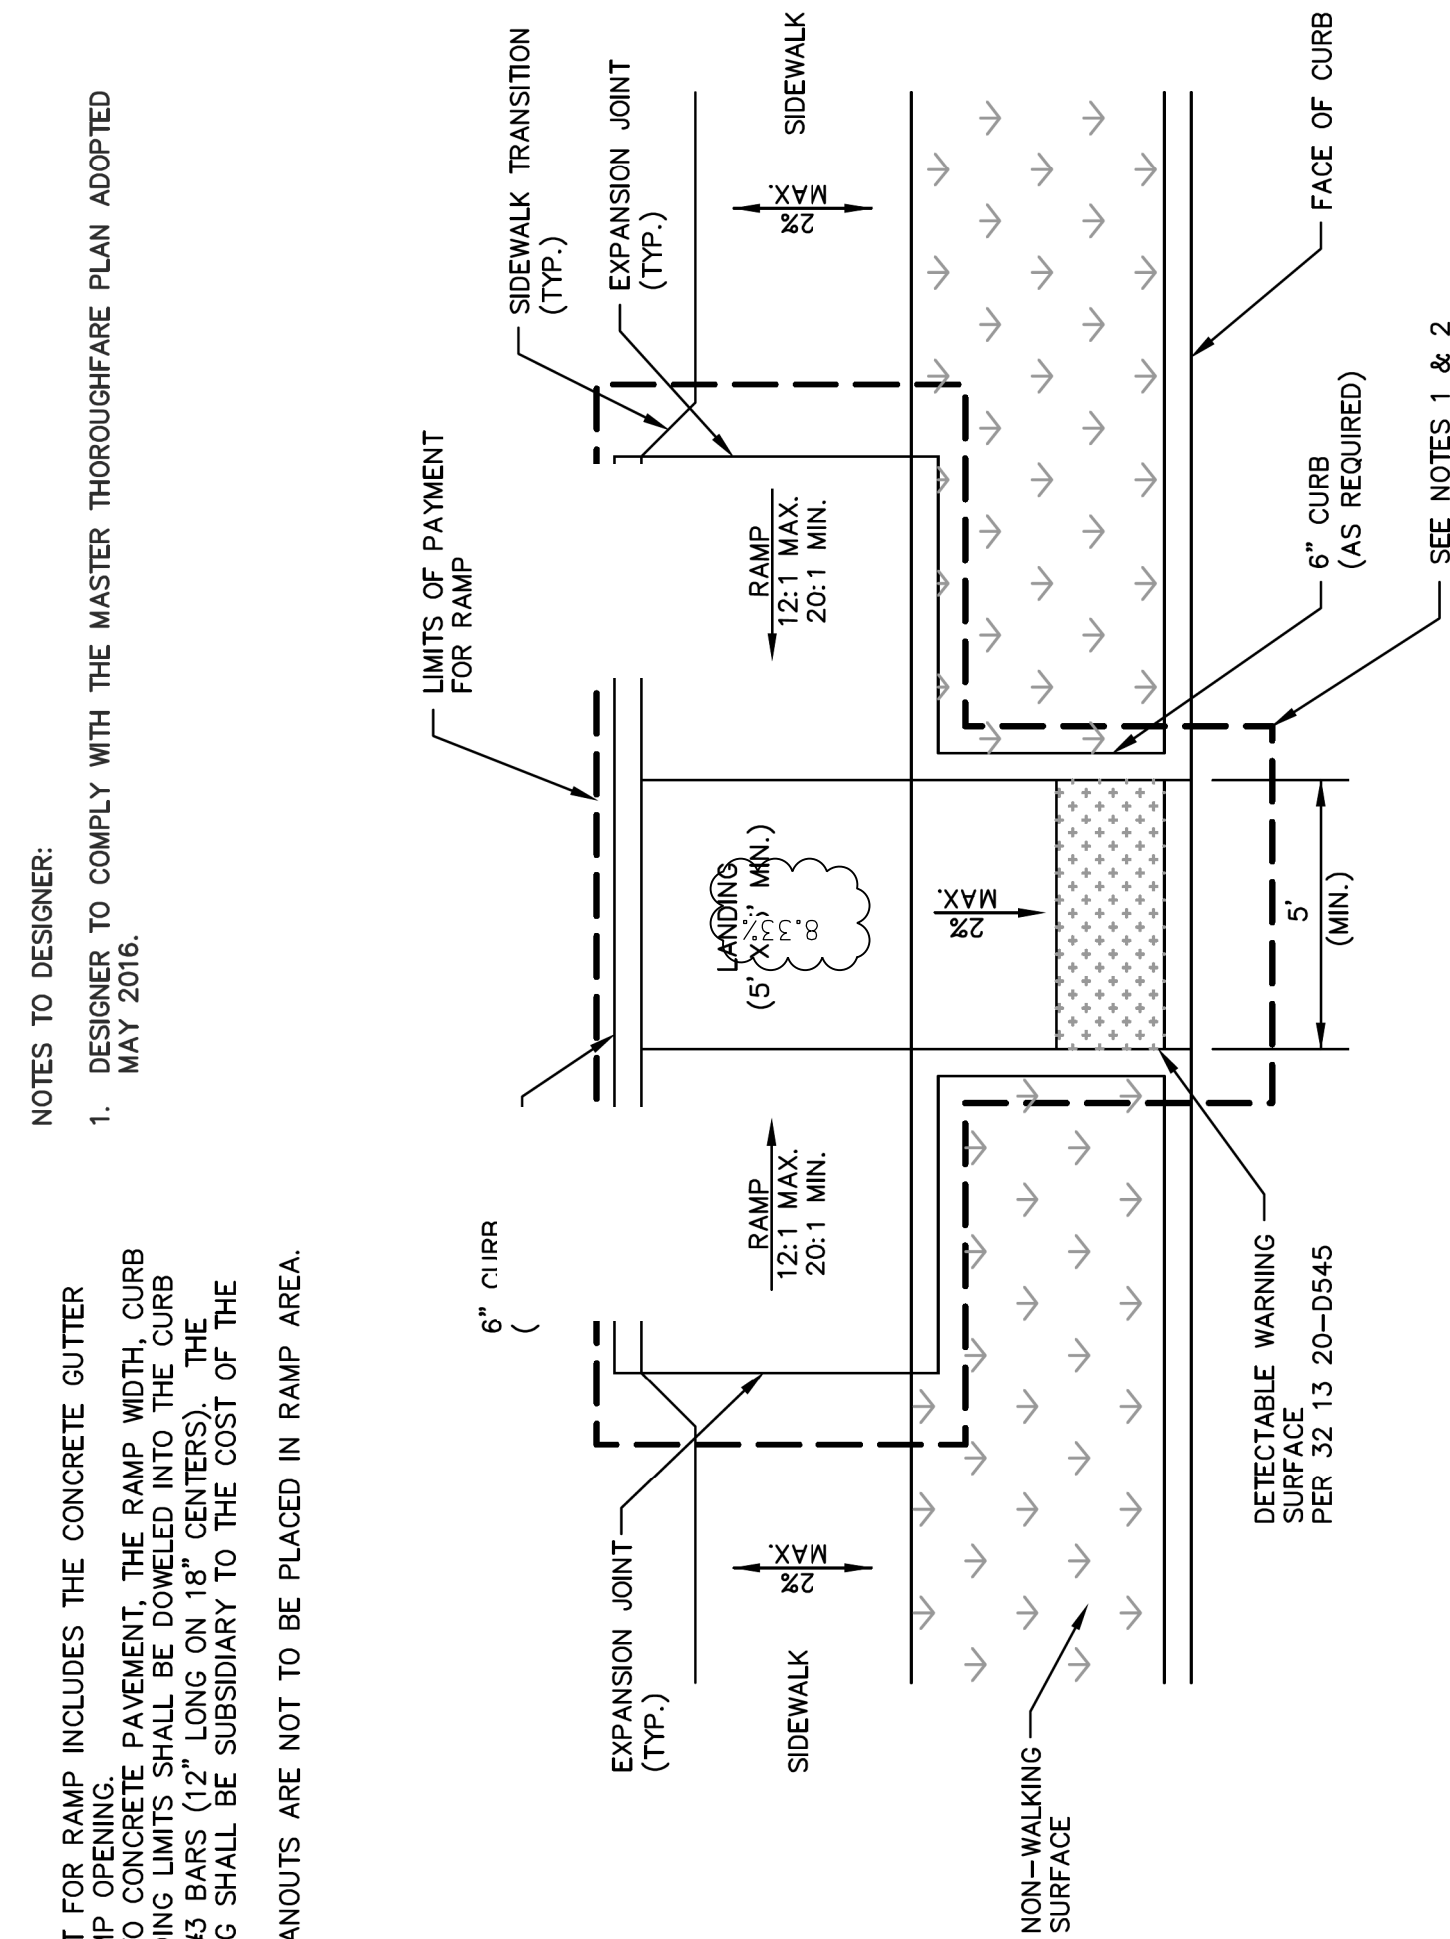 NOTES TO DESIGNER:
1. DESIGNER TO COMPLY WITH THE MASTER THOROUGHFARE PLAN ADOPTED
MAY 2016.
T FOR RAMP INCLUDES THE CONCRETE GUTTER
MP OPENING.
O CONCRETE PAVEMENT, THE RAMP WIDTH, CURB
DING LIMITS SHALL BE DOWELED INTO THE CURB
#3 BARS (12" LONG ON 18" CENTERS). THE
G SHALL BE SUBSIDIARY TO THE COST OF THE
ANOUTS ARE NOT TO BE PLACED IN RAMP AREA.
LIMITS OF PAYMENT
FOR RAMP
6" CURB
(
SIDEWALK TRANSITION
(TYP.)
EXPANSION JOINT
(TYP.)
EXPANSION JOINT
(TYP.)
SIDEWALK
2%
MAX.
RAMP
12:1 MAX.
20:1 MIN.
LANDING
(5' X MIN.)
8.33%
RAMP
12:1 MAX.
20:1 MIN.
2%
MAX.
SIDEWALK
2%
MAX.
NON-WALKING
SURFACE
DETECTABLE WARNING
SURFACE
PER 32 13 20-D545
5'
(MIN.)
6" CURB
(AS REQUIRED)
FACE OF CURB
SEE NOTES 1 & 2